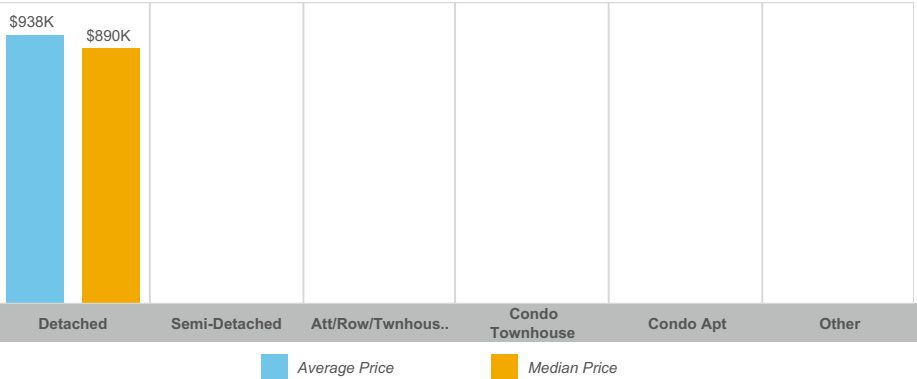 $938K
$890K
Detached
Semi-Detached
Att/Row/Twnhous..
Condo
Townhouse
Condo Apt
Other
Average Price
Median Price